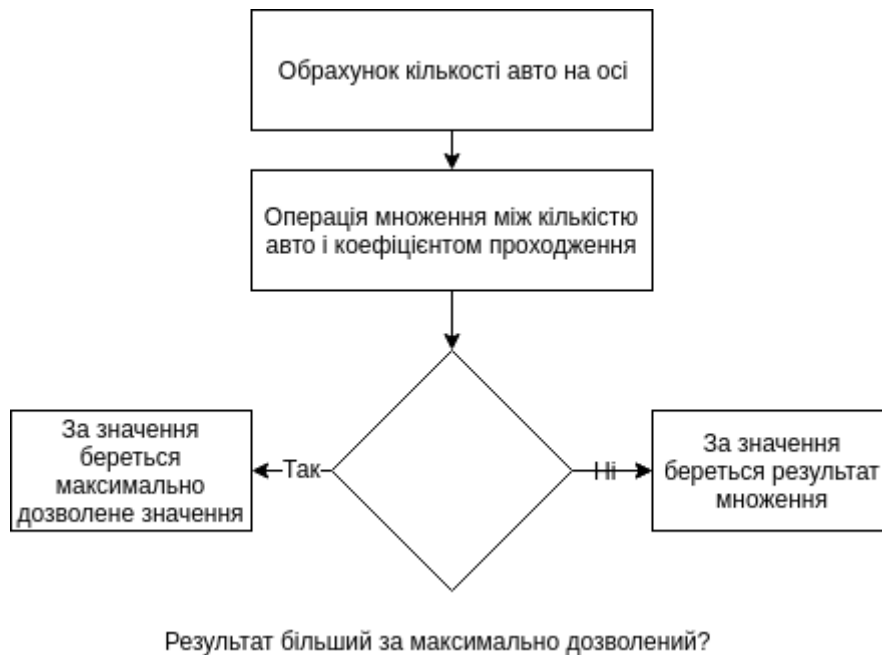 Обрахунок кількості авто на осі
Операція множення між кількістю
авто і коефіцієнтом проходження
За значення
береться
максимально
дозволене значення
Так
Ні
За значення
береться результат
множення
Результат більший за максимально дозволений?